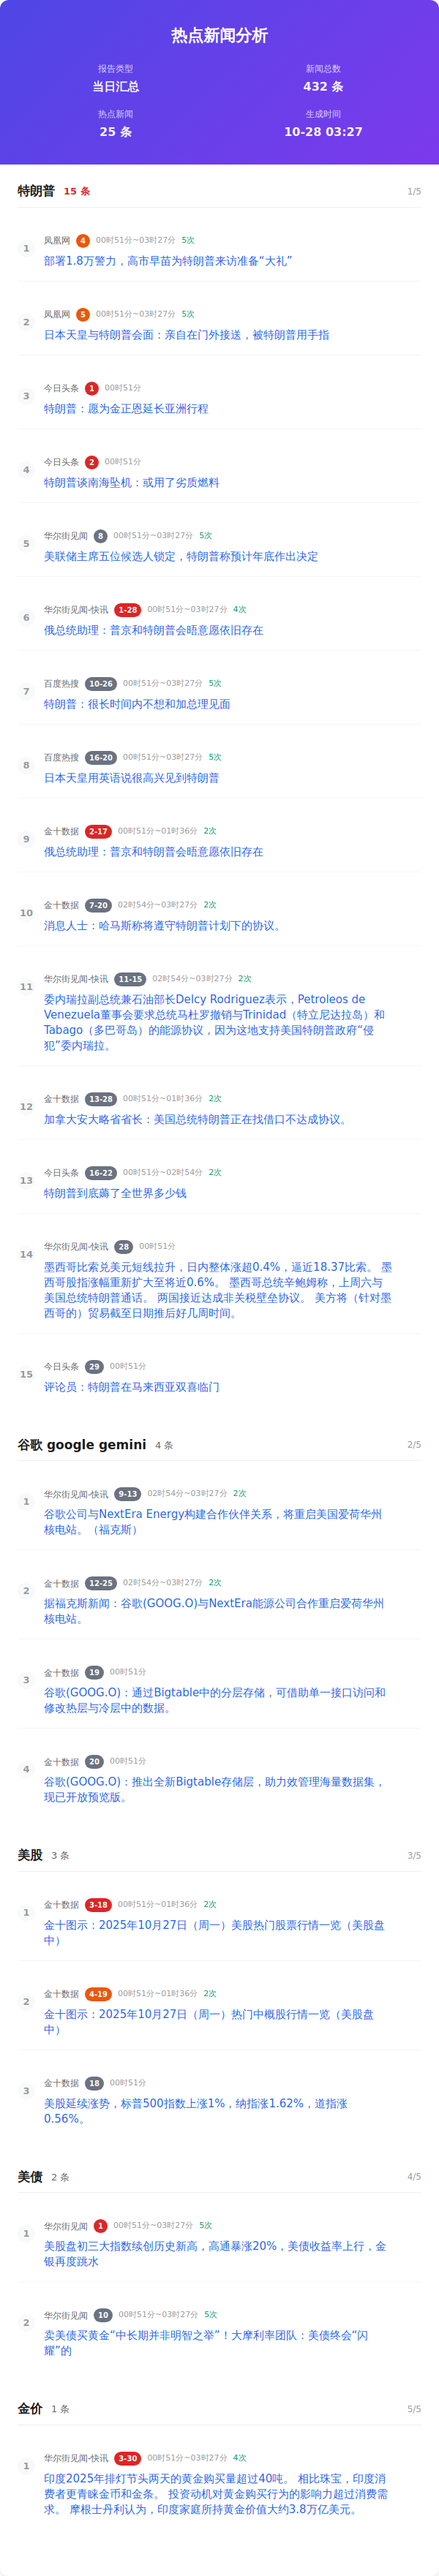 热点新闻分析
报告类型
新闻总数
当日汇总
432 条
热点新闻
生成时间
25 条
10-28 03:27
特朗普 15 条 1/5
1
凤凰网 4 00时51分~03时27分 5次
部署1.8万警力，高市早苗为特朗普来访准备“大礼”
2
凤凰网 5 00时51分~03时27分 5次
日本天皇与特朗普会面：亲自在门外接送，被特朗普用手指
3
今日头条 1 00时51分
特朗普：愿为金正恩延长亚洲行程
4
今日头条 2 00时51分
特朗普谈南海坠机：或用了劣质燃料
5
华尔街见闻 8 00时51分~03时27分 5次
美联储主席五位候选人锁定，特朗普称预计年底作出决定
6
华尔街见闻-快讯 1-28 00时51分~03时27分 4次
俄总统助理：普京和特朗普会晤意愿依旧存在
7
百度热搜 10-26 00时51分~03时27分 5次
特朗普：很长时间内不想和加总理见面
8
百度热搜 16-20 00时51分~03时27分 5次
日本天皇用英语说很高兴见到特朗普
9
金十数据 2-17 00时51分~01时36分 2次
俄总统助理：普京和特朗普会晤意愿依旧存在
10
金十数据 7-20 02时54分~03时27分 2次
消息人士：哈马斯称将遵守特朗普计划下的协议。
11
华尔街见闻-快讯 11-15 02时54分~03时27分 2次
委内瑞拉副总统兼石油部长Delcy Rodriguez表示，Petroleos de
Venezuela董事会要求总统马杜罗撤销与Trinidad（特立尼达拉岛）和
Tabago（多巴哥岛）的能源协议，因为这地支持美国特朗普政府“侵
犯”委内瑞拉。
12
金十数据 13-28 00时51分~01时36分 2次
加拿大安大略省省长：美国总统特朗普正在找借口不达成协议。
13
今日头条 16-22 00时51分~02时54分 2次
特朗普到底薅了全世界多少钱
14
华尔街见闻-快讯 28 00时51分
墨西哥比索兑美元短线拉升，日内整体涨超0.4%，逼近18.37比索。 墨
西哥股指涨幅重新扩大至将近0.6%。 墨西哥总统辛鲍姆称，上周六与
美国总统特朗普通话。 两国接近达成非关税壁垒协议。 美方将（针对墨
西哥的）贸易截至日期推后好几周时间。
15
今日头条 29 00时51分
评论员：特朗普在马来西亚双喜临门
谷歌 google gemini 4 条 2/5
1
华尔街见闻-快讯 9-13 02时54分~03时27分 2次
谷歌公司与NextEra Energy构建合作伙伴关系，将重启美国爱荷华州
核电站。（福克斯）
2
金十数据 12-25 02时54分~03时27分 2次
据福克斯新闻：谷歌(GOOG.O)与NextEra能源公司合作重启爱荷华州
核电站。
3
金十数据 19 00时51分
谷歌(GOOG.O)：通过Bigtable中的分层存储，可借助单一接口访问和
修改热层与冷层中的数据。
4
金十数据 20 00时51分
谷歌(GOOG.O)：推出全新Bigtable存储层，助力效管理海量数据集，
现已开放预览版。
美股 3 条 3/5
1
金十数据 3-18 00时51分~01时36分 2次
金十图示：2025年10月27日（周一）美股热门股票行情一览（美股盘
中）
2
金十数据 4-19 00时51分~01时36分 2次
金十图示：2025年10月27日（周一）热门中概股行情一览（美股盘
中）
3
金十数据 18 00时51分
美股延续涨势，标普500指数上涨1%，纳指涨1.62%，道指涨
0.56%。
美债 2 条 4/5
1
华尔街见闻 1 00时51分~03时27分 5次
美股盘初三大指数续创历史新高，高通暴涨20%，美债收益率上行，金
银再度跳水
2
华尔街见闻 10 00时51分~03时27分 5次
卖美债买黄金“中长期并非明智之举”！大摩利率团队：美债终会“闪
耀”的
金价 1 条 5/5
1
华尔街见闻-快讯 3-30 00时51分~03时27分 4次
印度2025年排灯节头两天的黄金购买量超过40吨。 相比珠宝，印度消
费者更青睐金币和金条。 投资动机对黄金购买行为的影响力超过消费需
求。 摩根士丹利认为，印度家庭所持黄金价值大约3.8万亿美元。